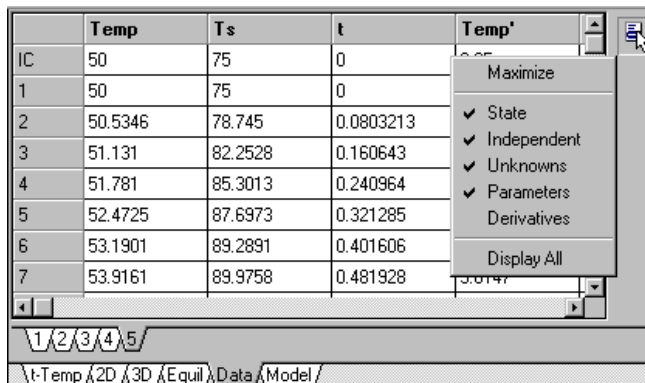 Temp Ts t Temp'
IC 50 75 0
1 50 75 0
2 50.5346 78.745 0.0803213
3 51.131 82.2528 0.160643
4 51.781 85.3013 0.240964
5 52.4725 87.6973 0.321285
6 53.1901 89.2891 0.401606
7 53.9161 89.9758 0.481928
Maximize
State
Independent
Unknowns
Parameters
Derivatives
Display All
1 2 3 4 5
t-Temp 2D 3D Equil Data Model